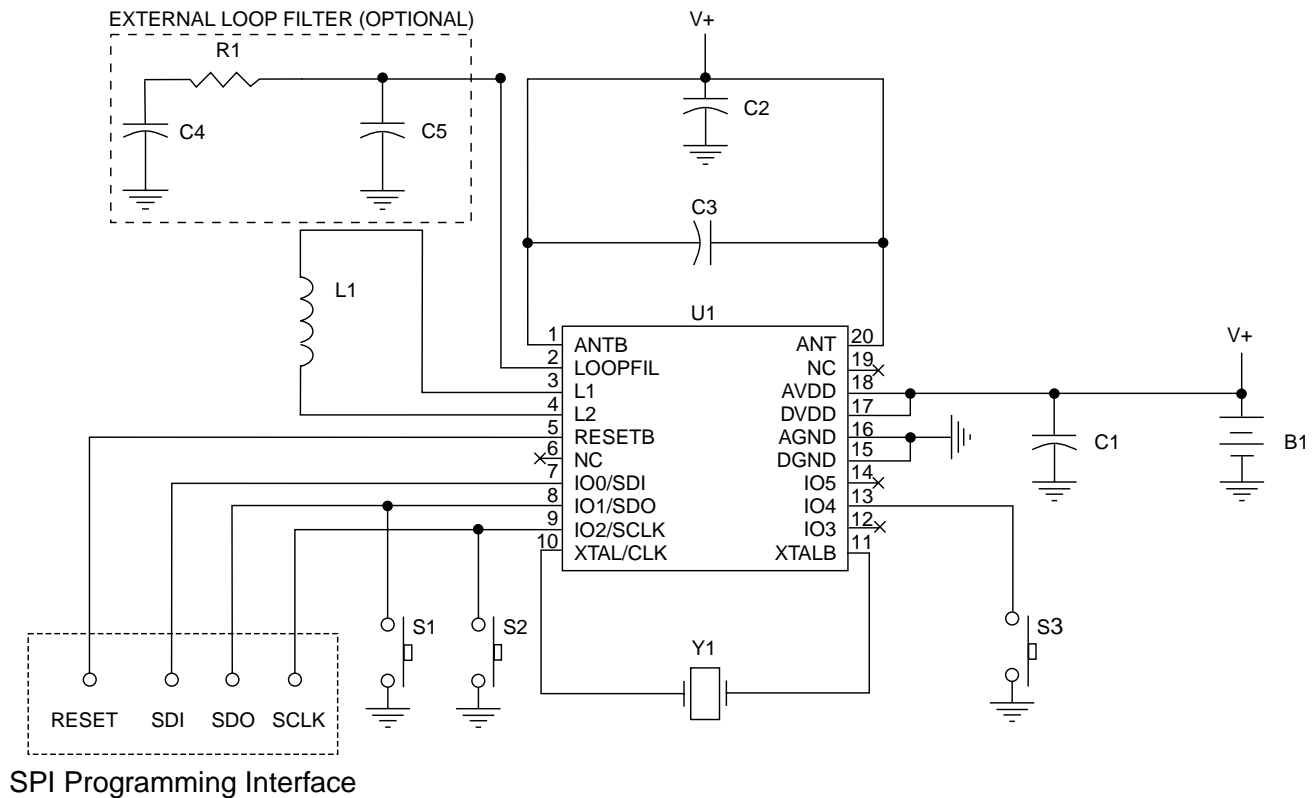 EXTERNAL LOOP FILTER (OPTIONAL)
V+
R1
C2
C4
C5
C3
L1
U1
1 ANTB
2 LOOPFIL
3 L1
4 L2
5 RESETB
6 NC
7 IO0/SDI
8 IO1/SDO
9 IO2/SCLK
10 XTAL/CLK
ANT 20
NC 19
AVDD 18
DVDD 17
AGND 16
DGND 15
IO5 14
IO4 13
IO3 12
XTALB 11
V+
C1
B1
S1
S2
Y1
S3
RESET SDI SDO SCLK
SPI Programming Interface